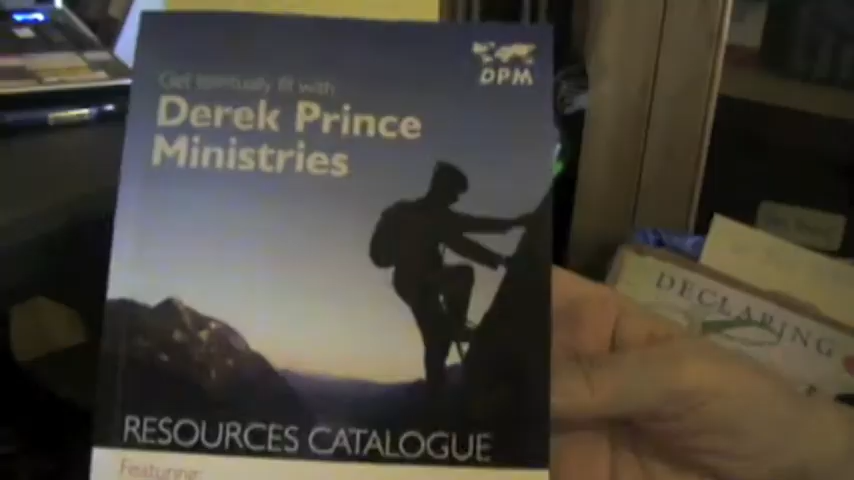 DPM
Get spiritually fit with
Derek Prince
Ministries
RESOURCES CATALOGUE
Featuring:
DECLARING